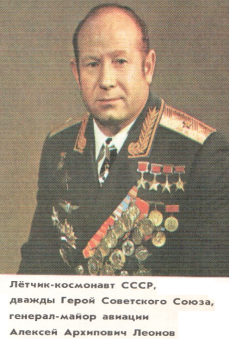 Лётчик-космонавт СССР,
дважды Герой Советского Союза,
генерал-майор авиации
Алексей Архипович Леонов